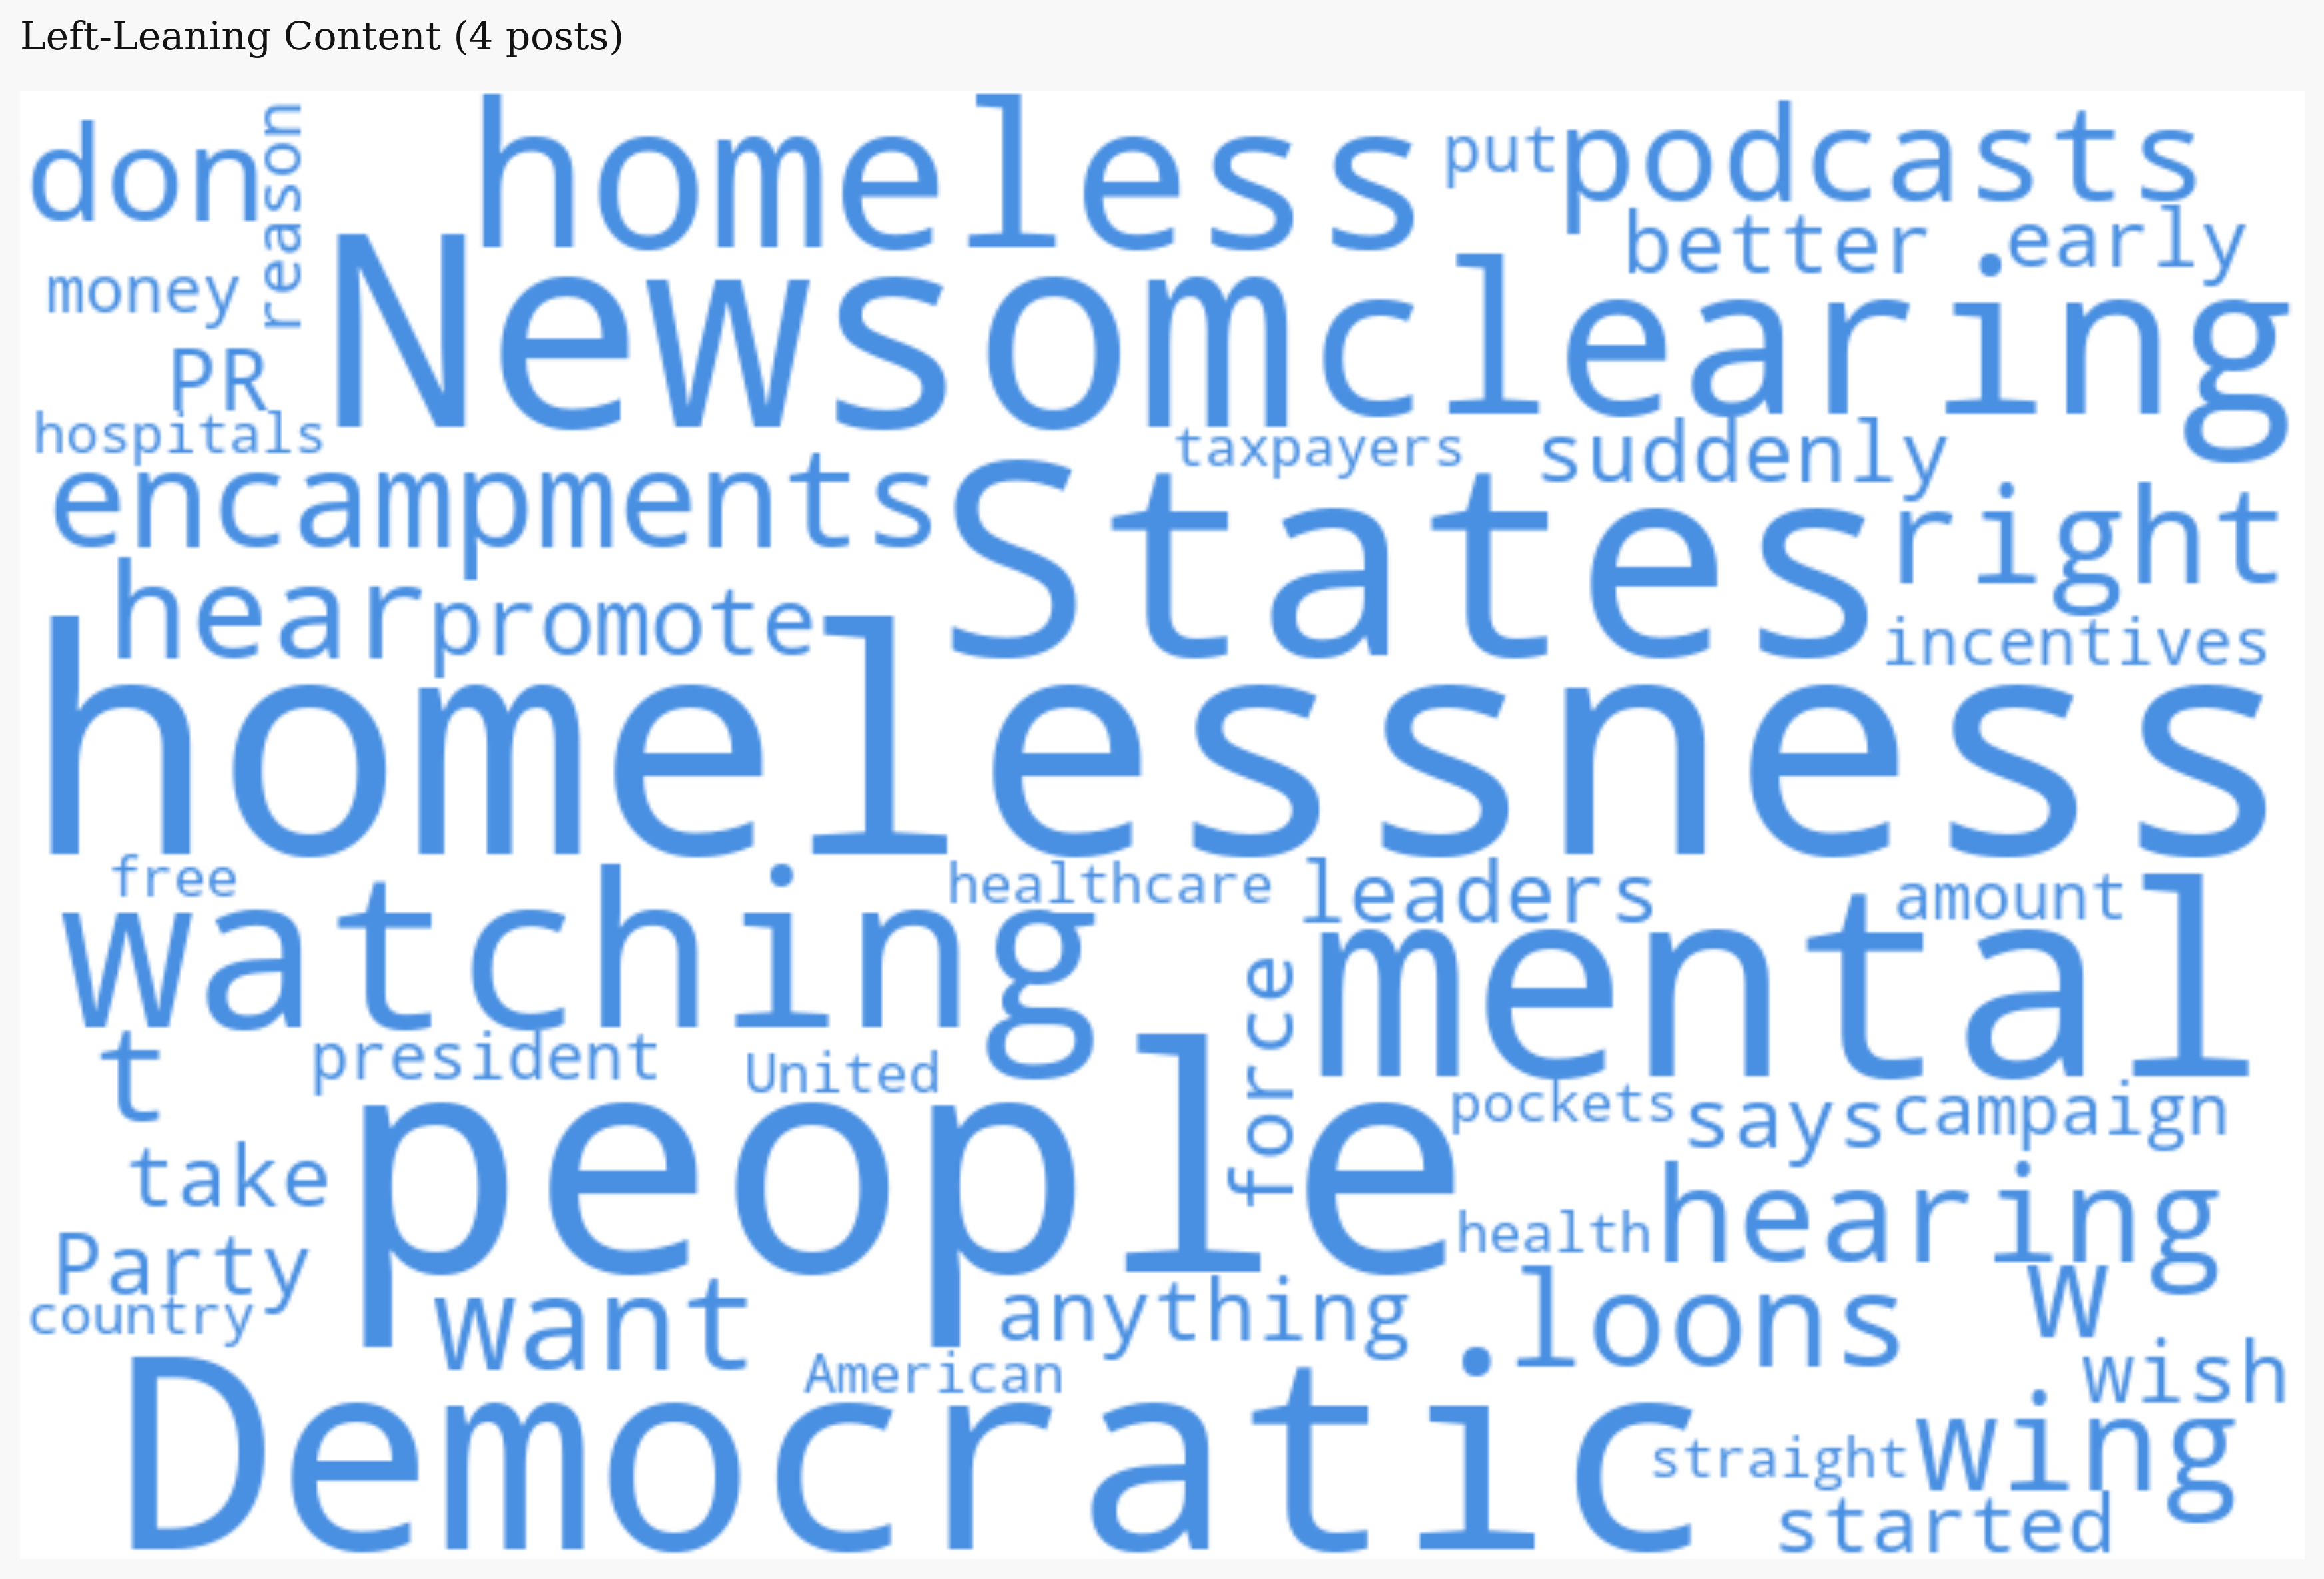 Left-Leaning Content (4 posts)
don
reason
homeless
put
podcasts
better
early
money
Newsom
clearing
PR
hospitals
taxpayers
suddenly
encampments
States
right
hear
promote
incentives
homelessness
free
watching
healthcare
leaders
amount
mental
force
t
president
United
people
pockets
says
campaign
take
health
hearing
Party
country
want
anything
loons
W
American
wish
Democratic
straight
wing
started